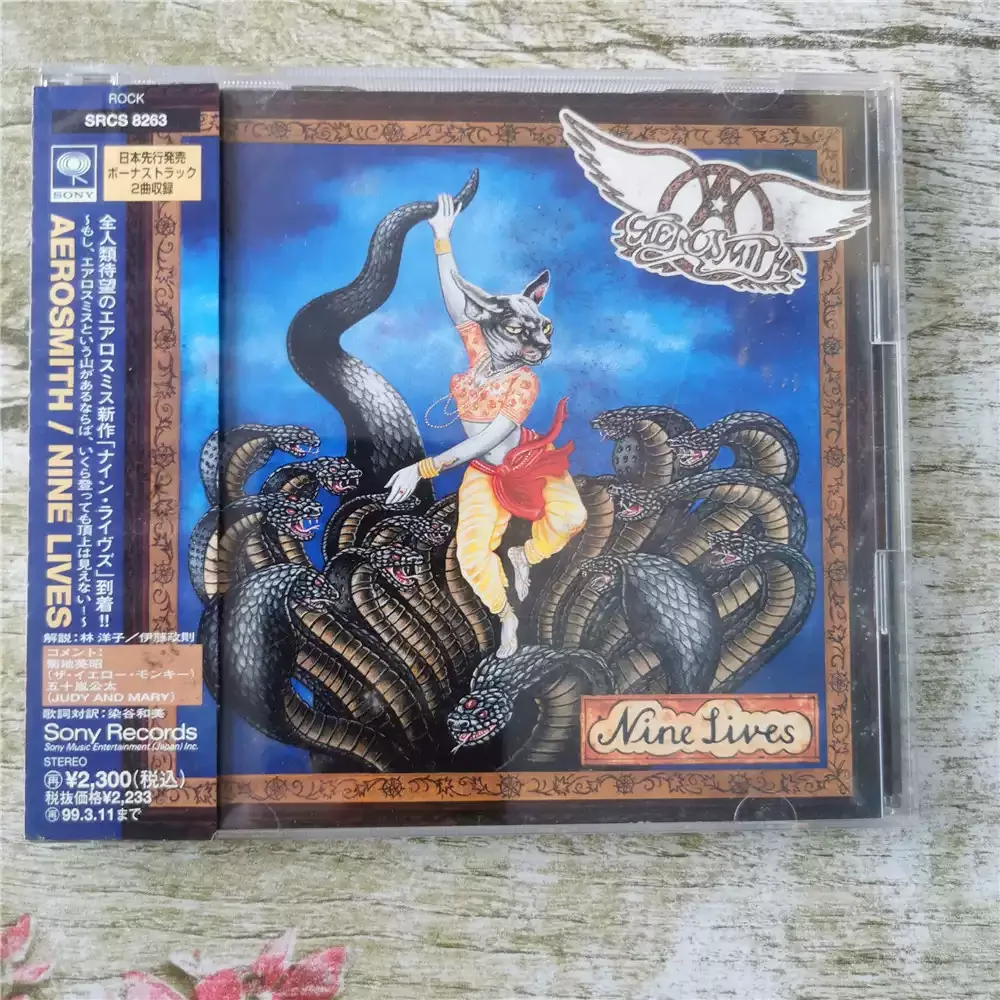 ROCK
SRCS 8263
SONY
日本先行発売
ボーナストラック
2曲収録
全人類待望のエアロスミス新作「ナイン・ライヴズ」到着!!
〜もし、エアロスミスという山があるならば、いくら登っても頂上は見えない!〜
AEROSMITH / NINE LIVES
解説:林 洋子/伊藤政則
コメント:
菊地英昭
(ザ・イエロー・モンキー)
五十嵐公太
(JUDY AND MARY)
歌詞対訳:染谷和美
Sony Records
Sony Music Entertainment (Japan) Inc.
STEREO
再 ¥2,300(税込)
税抜価格¥2,233
再 99.3.11まで
A
AEROSMITH
Nine Lives